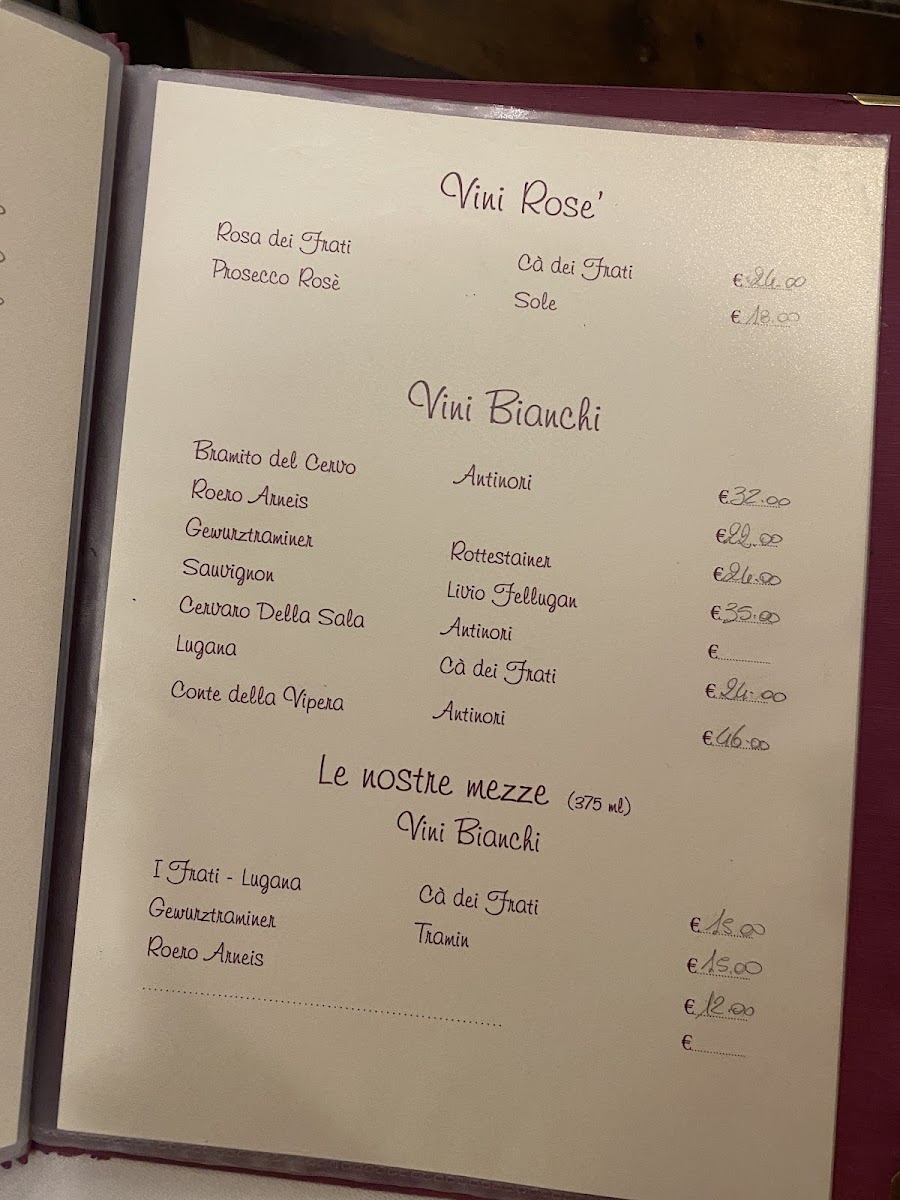 Vini Rose'
Rosa dei Frati Cà dei Frati € 24.00
Prosecco Rosè Sole € 18.00
Vini Bianchi
Bramito del Cervo Antinori € 32.00
Roero Arneis € 22.00
Gewurztraminer Rottestainer € 24.00
Sauvignon Livio Fellugan € 35.00
Cervaro Della Sala Antinori €............
Lugana Cà dei Frati € 24.00
Conte della Vipera Antinori € 46.00
Le nostre mezze (375 ml)
Vini Bianchi
I Frati - Lugana Cà dei Frati € 15.00
Gewurztraminer Tramin € 15.00
Roero Arneis € 12.00
............................................................ €............